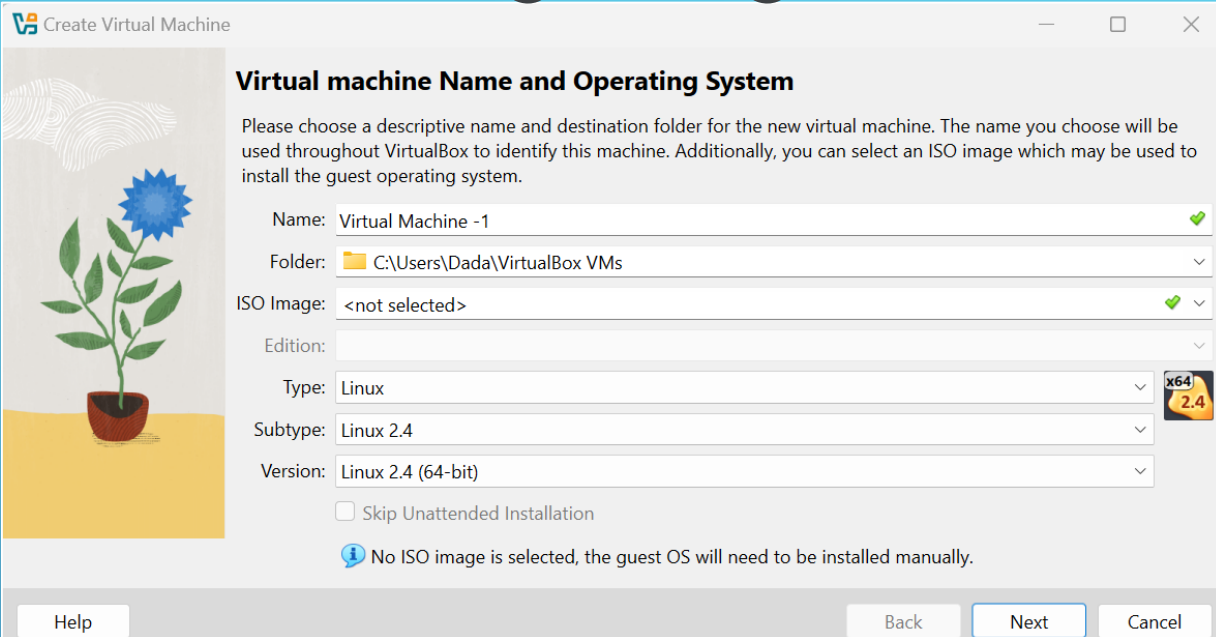 Create Virtual Machine
Virtual machine Name and Operating System
Please choose a descriptive name and destination folder for the new virtual machine. The name you choose will be
used throughout VirtualBox to identify this machine. Additionally, you can select an ISO image which may be used to
install the guest operating system.
Name: Virtual Machine -1
Folder: C:\Users\Dada\VirtualBox VMs
ISO Image: <not selected>
Edition:
Type: Linux
x64
2.4
Subtype: Linux 2.4
Version: Linux 2.4 (64-bit)
Skip Unattended Installation
No ISO image is selected, the guest OS will need to be installed manually.
Help Back Next Cancel